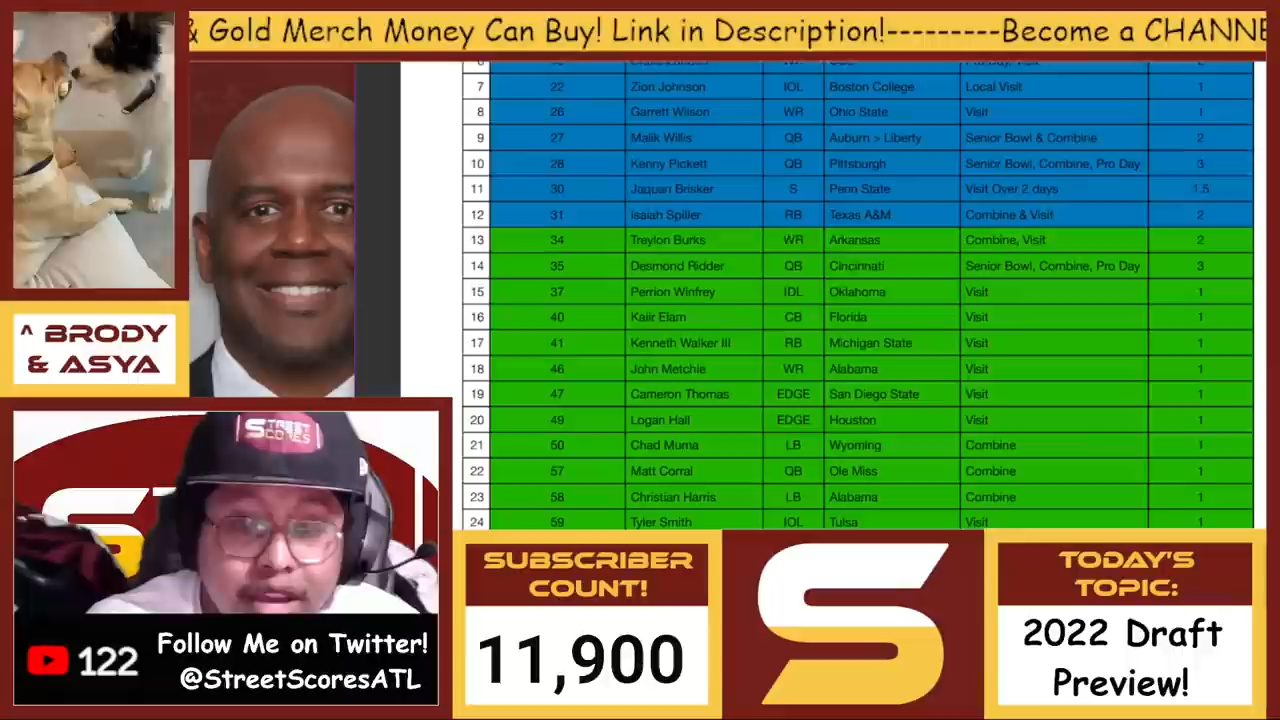 & Gold Merch Money Can Buy! Link in Description!---------Become a CHANNE
7 22 Zion Johnson IOL Boston College Local Visit 1
8 26 Garrett Wilson WR Ohio State Visit 1
9 27 Malik Willis QB Auburn > Liberty Senior Bowl & Combine 2
10 28 Kenny Pickett QB Pittsburgh Senior Bowl, Combine, Pro Day 3
11 30 Jaquan Brisker S Penn State Visit Over 2 days 1.5
12 31 Isaiah Spiller RB Texas A&M Combine & Visit 2
13 34 Treylon Burks WR Arkansas Combine, Visit 2
14 35 Desmond Ridder QB Cincinnati Senior Bowl, Combine, Pro Day 3
15 37 Perrion Winfrey IDL Oklahoma Visit 1
16 40 Kaiir Elam CB Florida Visit 1
17 41 Kenneth Walker III RB Michigan State Visit 1
18 46 John Metchie WR Alabama Visit 1
19 47 Cameron Thomas EDGE San Diego State Visit 1
20 49 Logan Hall EDGE Houston Visit 1
21 50 Chad Muma LB Wyoming Combine 1
22 57 Matt Corral QB Ole Miss Combine 1
23 58 Christian Harris LB Alabama Combine 1
24 59 Tyler Smith IOL Tulsa Visit 1
^ BRODY
& ASYA
STREET
SCORES
122
Follow Me on Twitter!
@StreetScoresATL
SUBSCRIBER
COUNT!
11,900
S
TODAY'S
TOPIC:
2022 Draft
Preview!